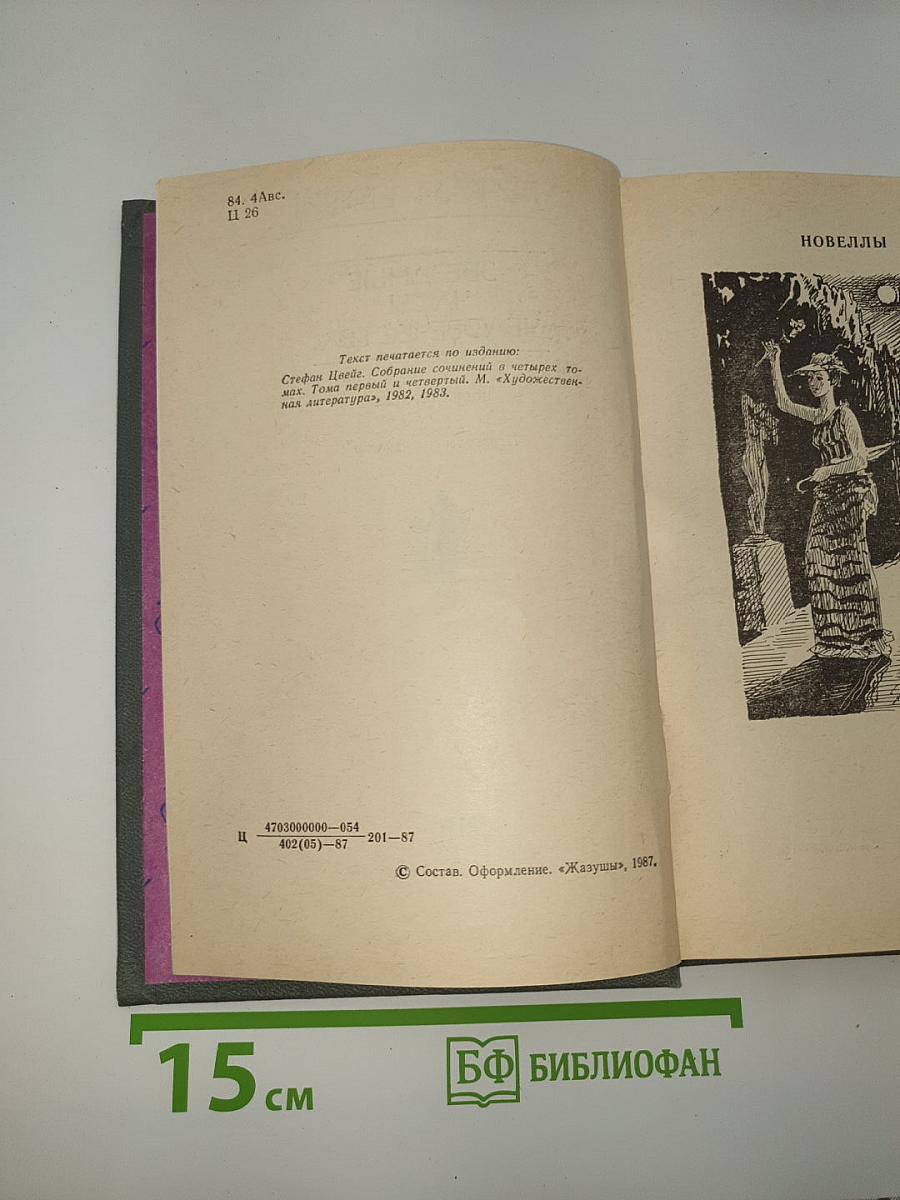 84. 4Авс.
Ц 26
Текст печатается по изданию:
Стефан Цвейг. Собрание сочинений в четырех то-
мах. Тома первый и четвертый. М. «Художествен-
ная литература», 1982, 1983.
Ц 4703000000—054
402(05)—87 201—87
© Состав. Оформление. «Жазушы», 1987.
НОВЕЛЛЫ
15 см
БФ БИБЛИОФАН